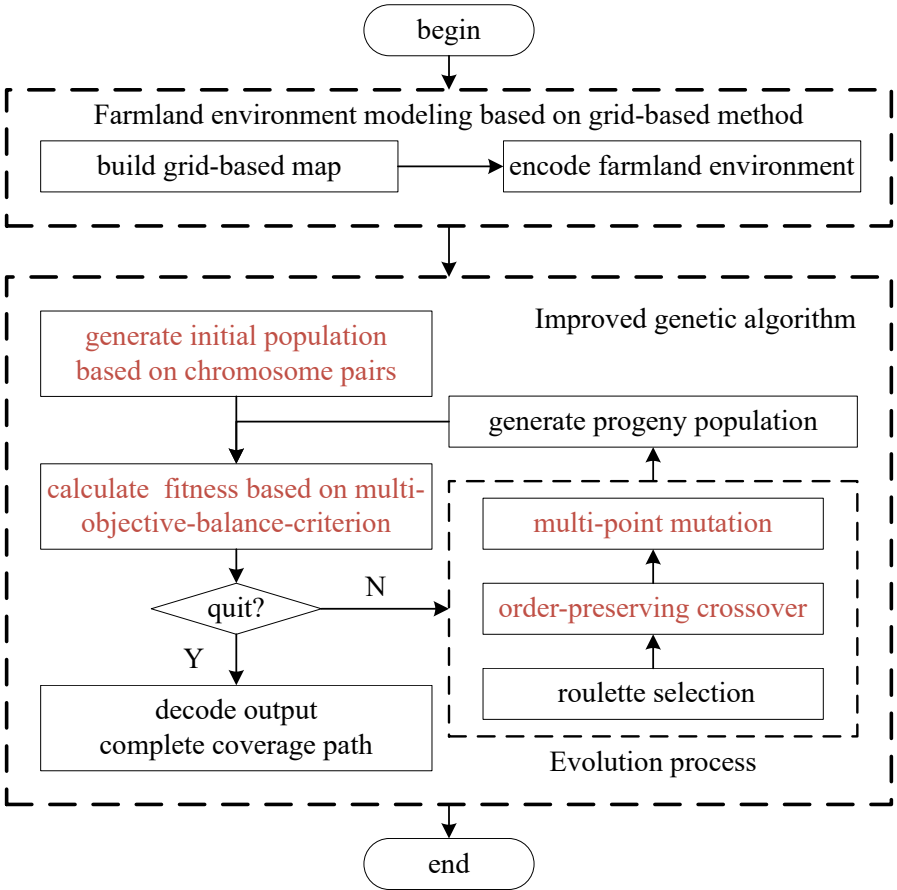 begin
Farmland environment modeling based on grid-based method
build grid-based map
encode farmland environment
Improved genetic algorithm
generate initial population
based on chromosome pairs
generate progeny population
calculate fitness based on multi-
objective-balance-criterion
multi-point mutation
quit?
N
order-preserving crossover
Y
roulette selection
decode output
complete coverage path
Evolution process
end